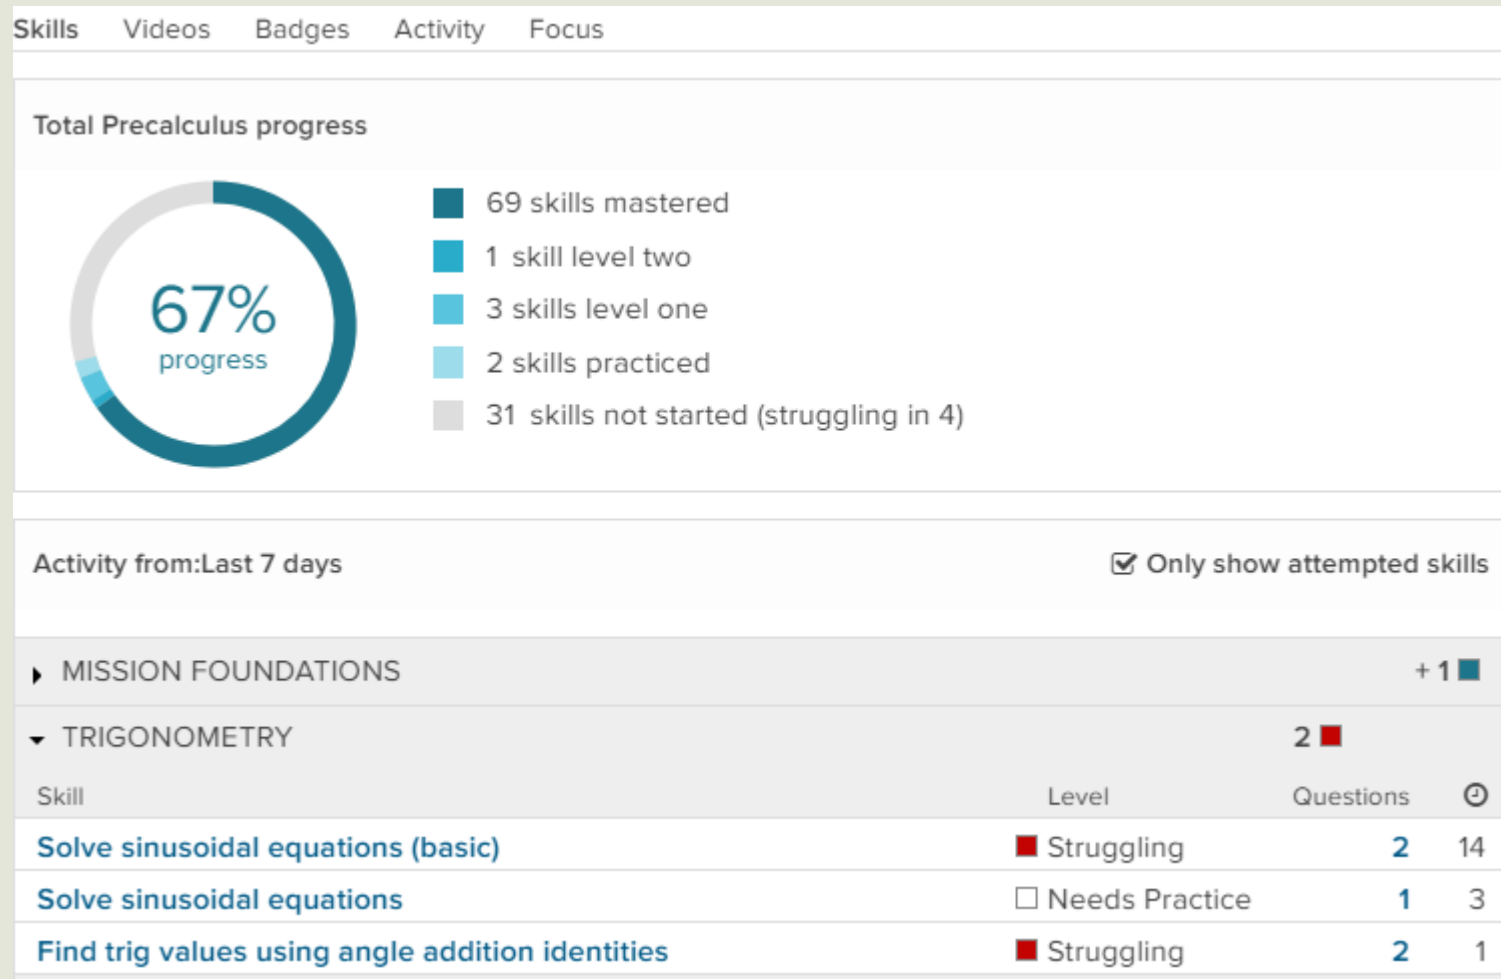 Skills Videos Badges Activity Focus
Total Precalculus progress
67%
progress
69 skills mastered
1 skill level two
3 skills level one
2 skills practiced
31 skills not started (struggling in 4)
Activity from:Last 7 days Only show attempted skills
MISSION FOUNDATIONS + 1
TRIGONOMETRY 2
Skill Level Questions
Solve sinusoidal equations (basic) Struggling 2 14
Solve sinusoidal equations Needs Practice 1 3
Find trig values using angle addition identities Struggling 2 1